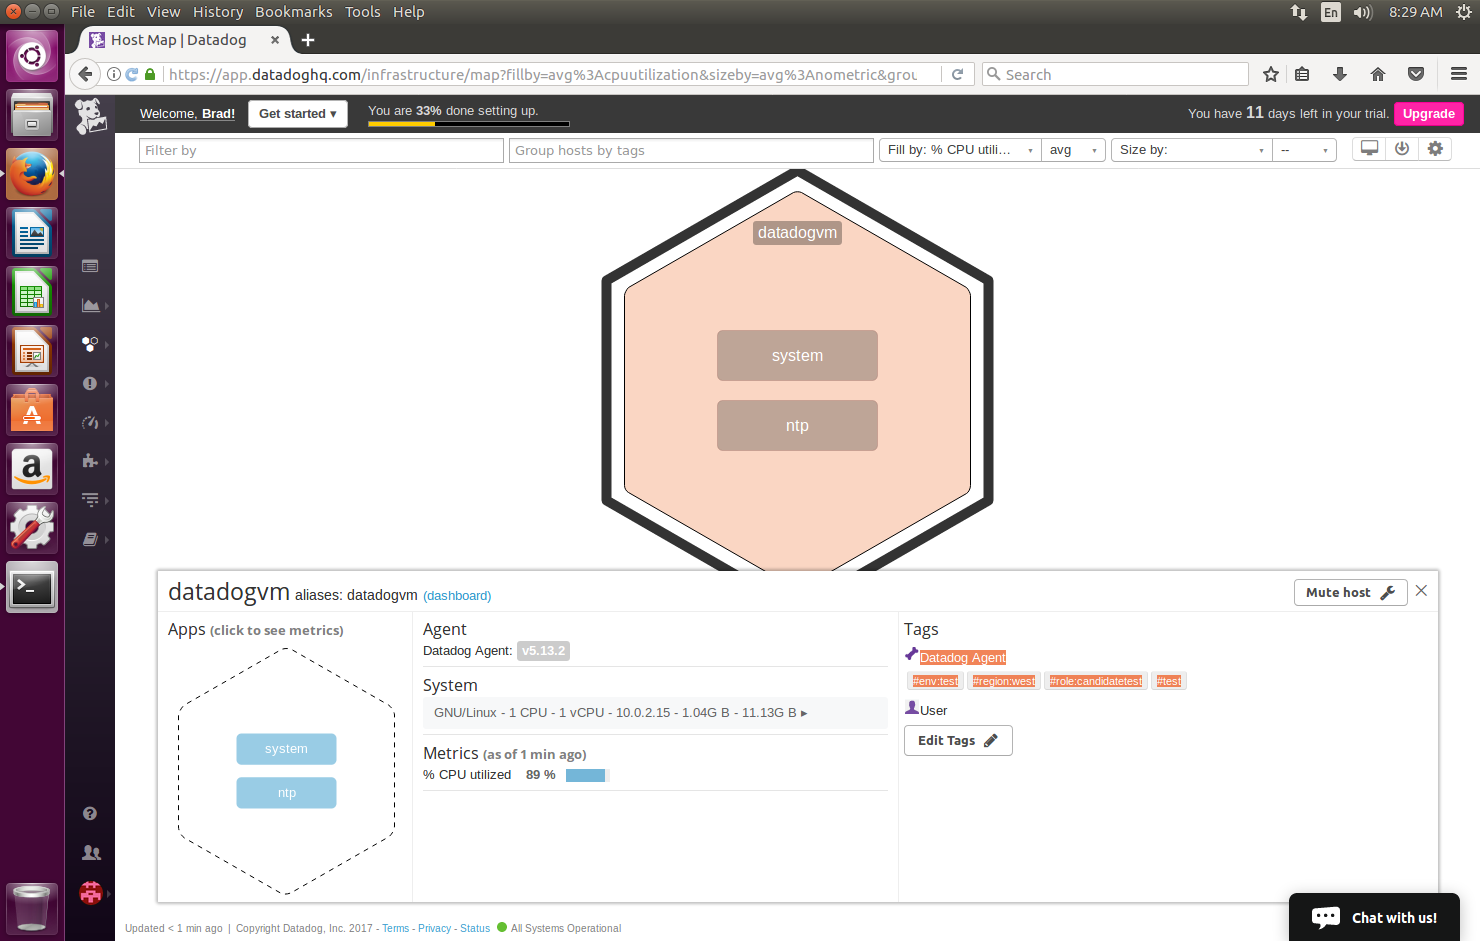 File Edit View History Bookmarks Tools Help
En
8:29 AM
Host Map | Datadog
https://app.datadoghq.com/infrastructure/map?fillby=avg%3Acpuutilization&sizeby=avg%3Anometric&grou
Search
Welcome, Brad!
Get started ▾
You are 33% done setting up.
You have 11 days left in your trial.
Upgrade
Filter by
Group hosts by tags
Fill by: % CPU utili...
avg
Size by:
--
datadogvm
system
ntp
datadogvm aliases: datadogvm (dashboard)
Mute host
Apps (click to see metrics)
system
ntp
Agent
Datadog Agent: v5.13.2
System
GNU/Linux - 1 CPU - 1 vCPU - 10.0.2.15 - 1.04G B - 11.13G B ▸
Metrics (as of 1 min ago)
% CPU utilized 89 %
Tags
Datadog Agent
#env:test #region:west #role:candidatetest #test
User
Edit Tags
Updated < 1 min ago | Copyright Datadog, Inc. 2017 - Terms - Privacy - Status All Systems Operational
Chat with us!